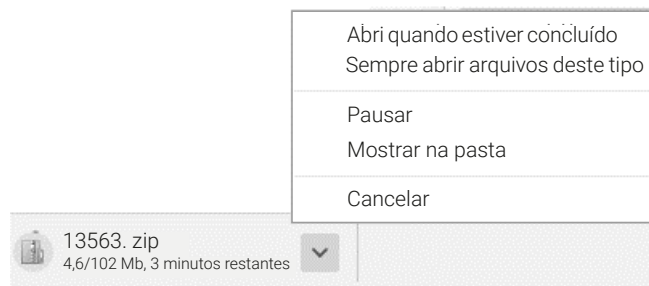 Abri quando estiver concluído
Sempre abrir arquivos deste tipo
Pausar
Mostrar na pasta
Cancelar
13563. zip
4,6/102 Mb, 3 minutos restantes